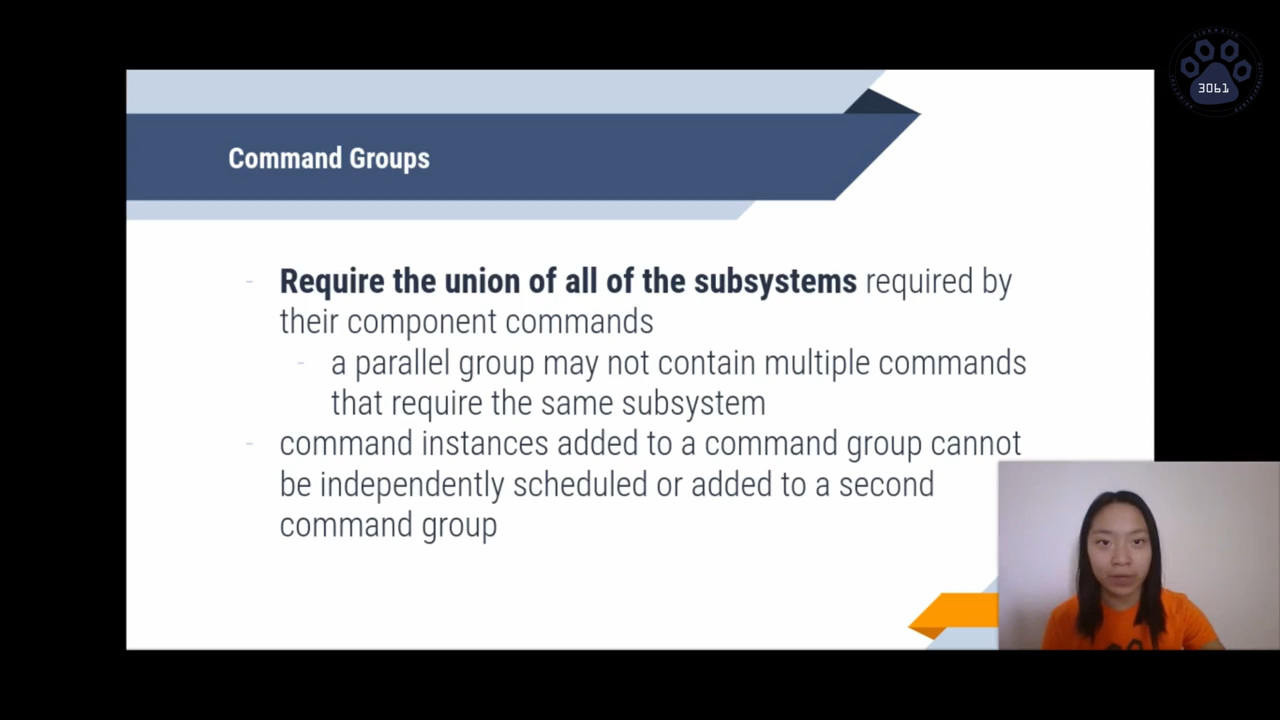 3061
Command Groups
- Require the union of all of the subsystems required by
their component commands
- a parallel group may not contain multiple commands
that require the same subsystem
- command instances added to a command group cannot
be independently scheduled or added to a second
command group